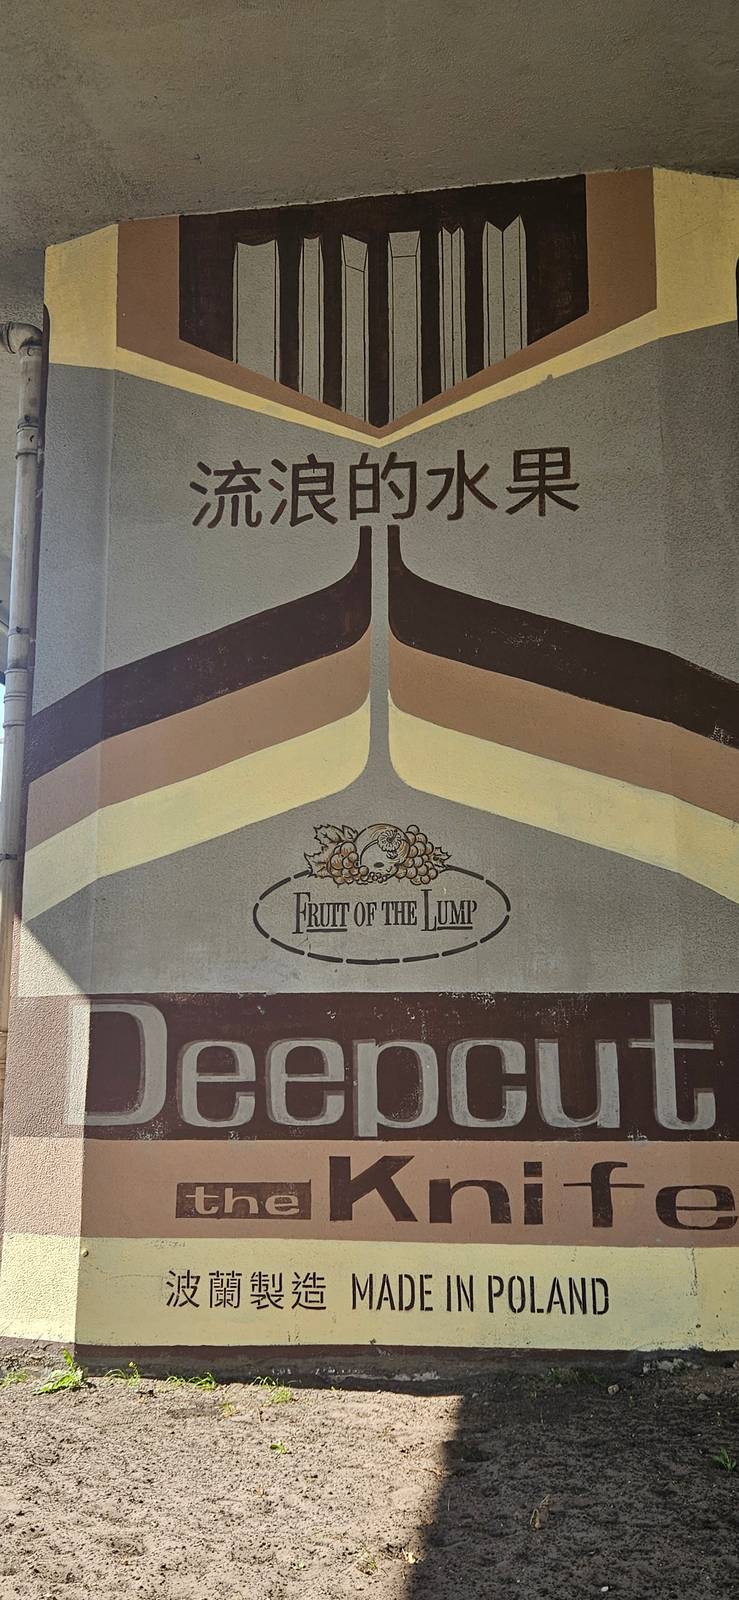 流浪的水果
FRUIT OF THE LUMP
Deepcut
the Knife
波蘭製造 MADE IN POLAND